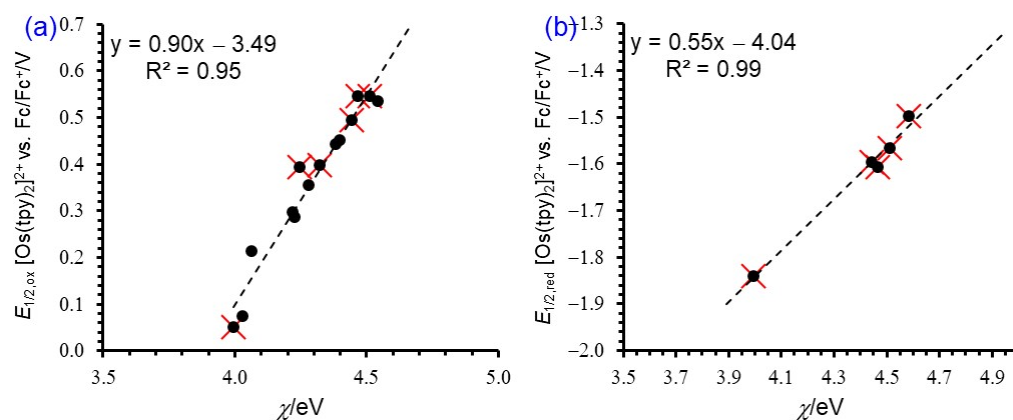 (a)
y = 0.90x – 3.49
R² = 0.95
E1/2,ox [Os(tpy)2]2+ vs. Fc/Fc+/V
0.7
0.6
0.5
0.4
0.3
0.2
0.1
0.0
3.5 4.0 4.5 5.0
χ/eV
(b)
y = 0.55x – 4.04
R² = 0.99
E1/2,red [Os(tpy)2]2+ vs. Fc/Fc+/V
−1.3
−1.4
−1.5
−1.6
−1.7
−1.8
−1.9
−2.0
3.5 3.7 3.9 4.1 4.3 4.5 4.7 4.9
χ/eV